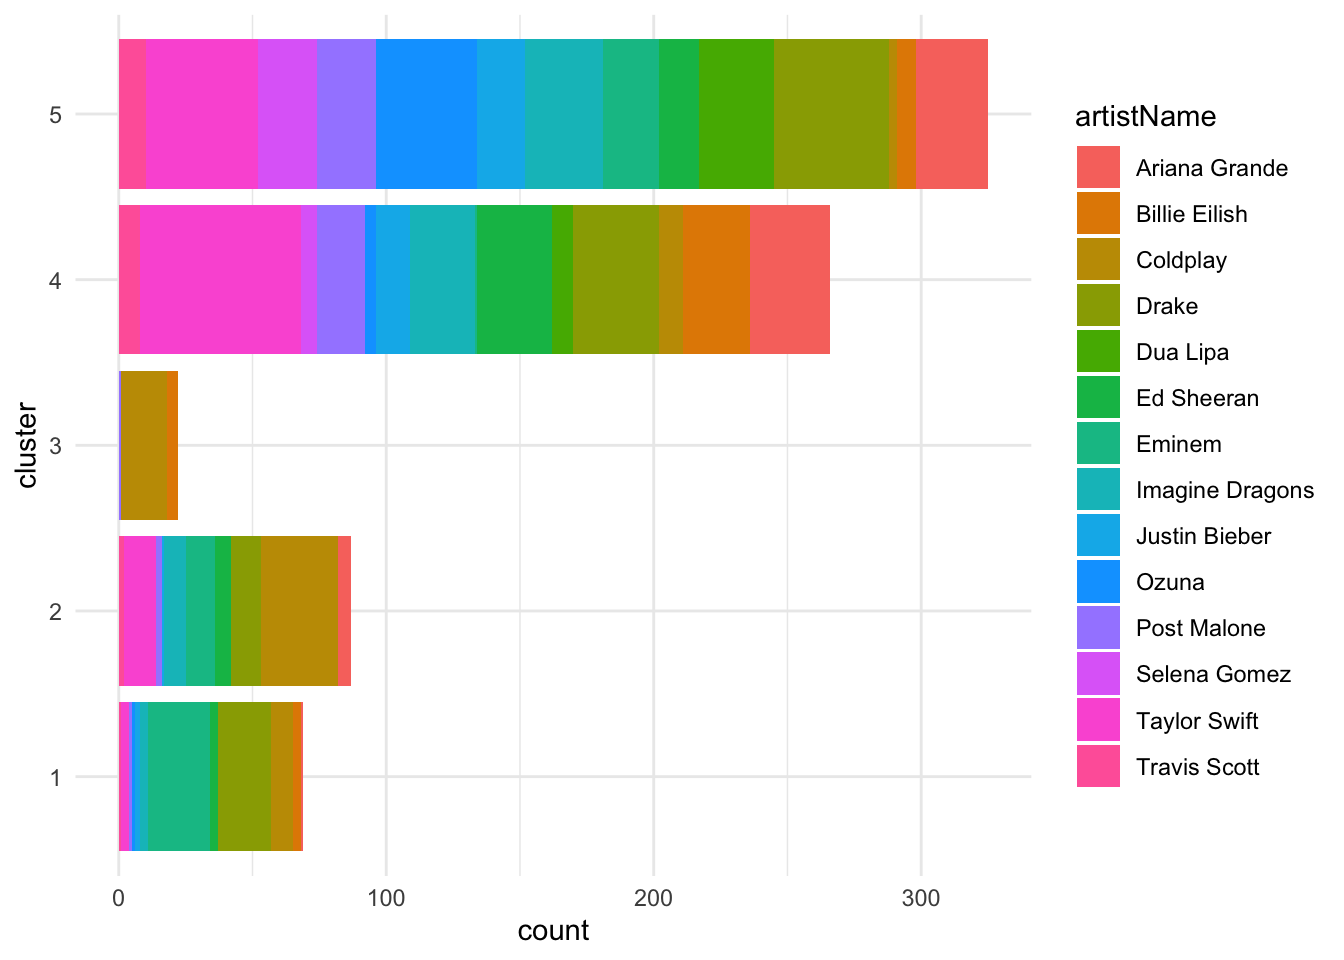 5
4
3
2
1
cluster
0 100 200 300
count
artistName
Ariana Grande
Billie Eilish
Coldplay
Drake
Dua Lipa
Ed Sheeran
Eminem
Imagine Dragons
Justin Bieber
Ozuna
Post Malone
Selena Gomez
Taylor Swift
Travis Scott